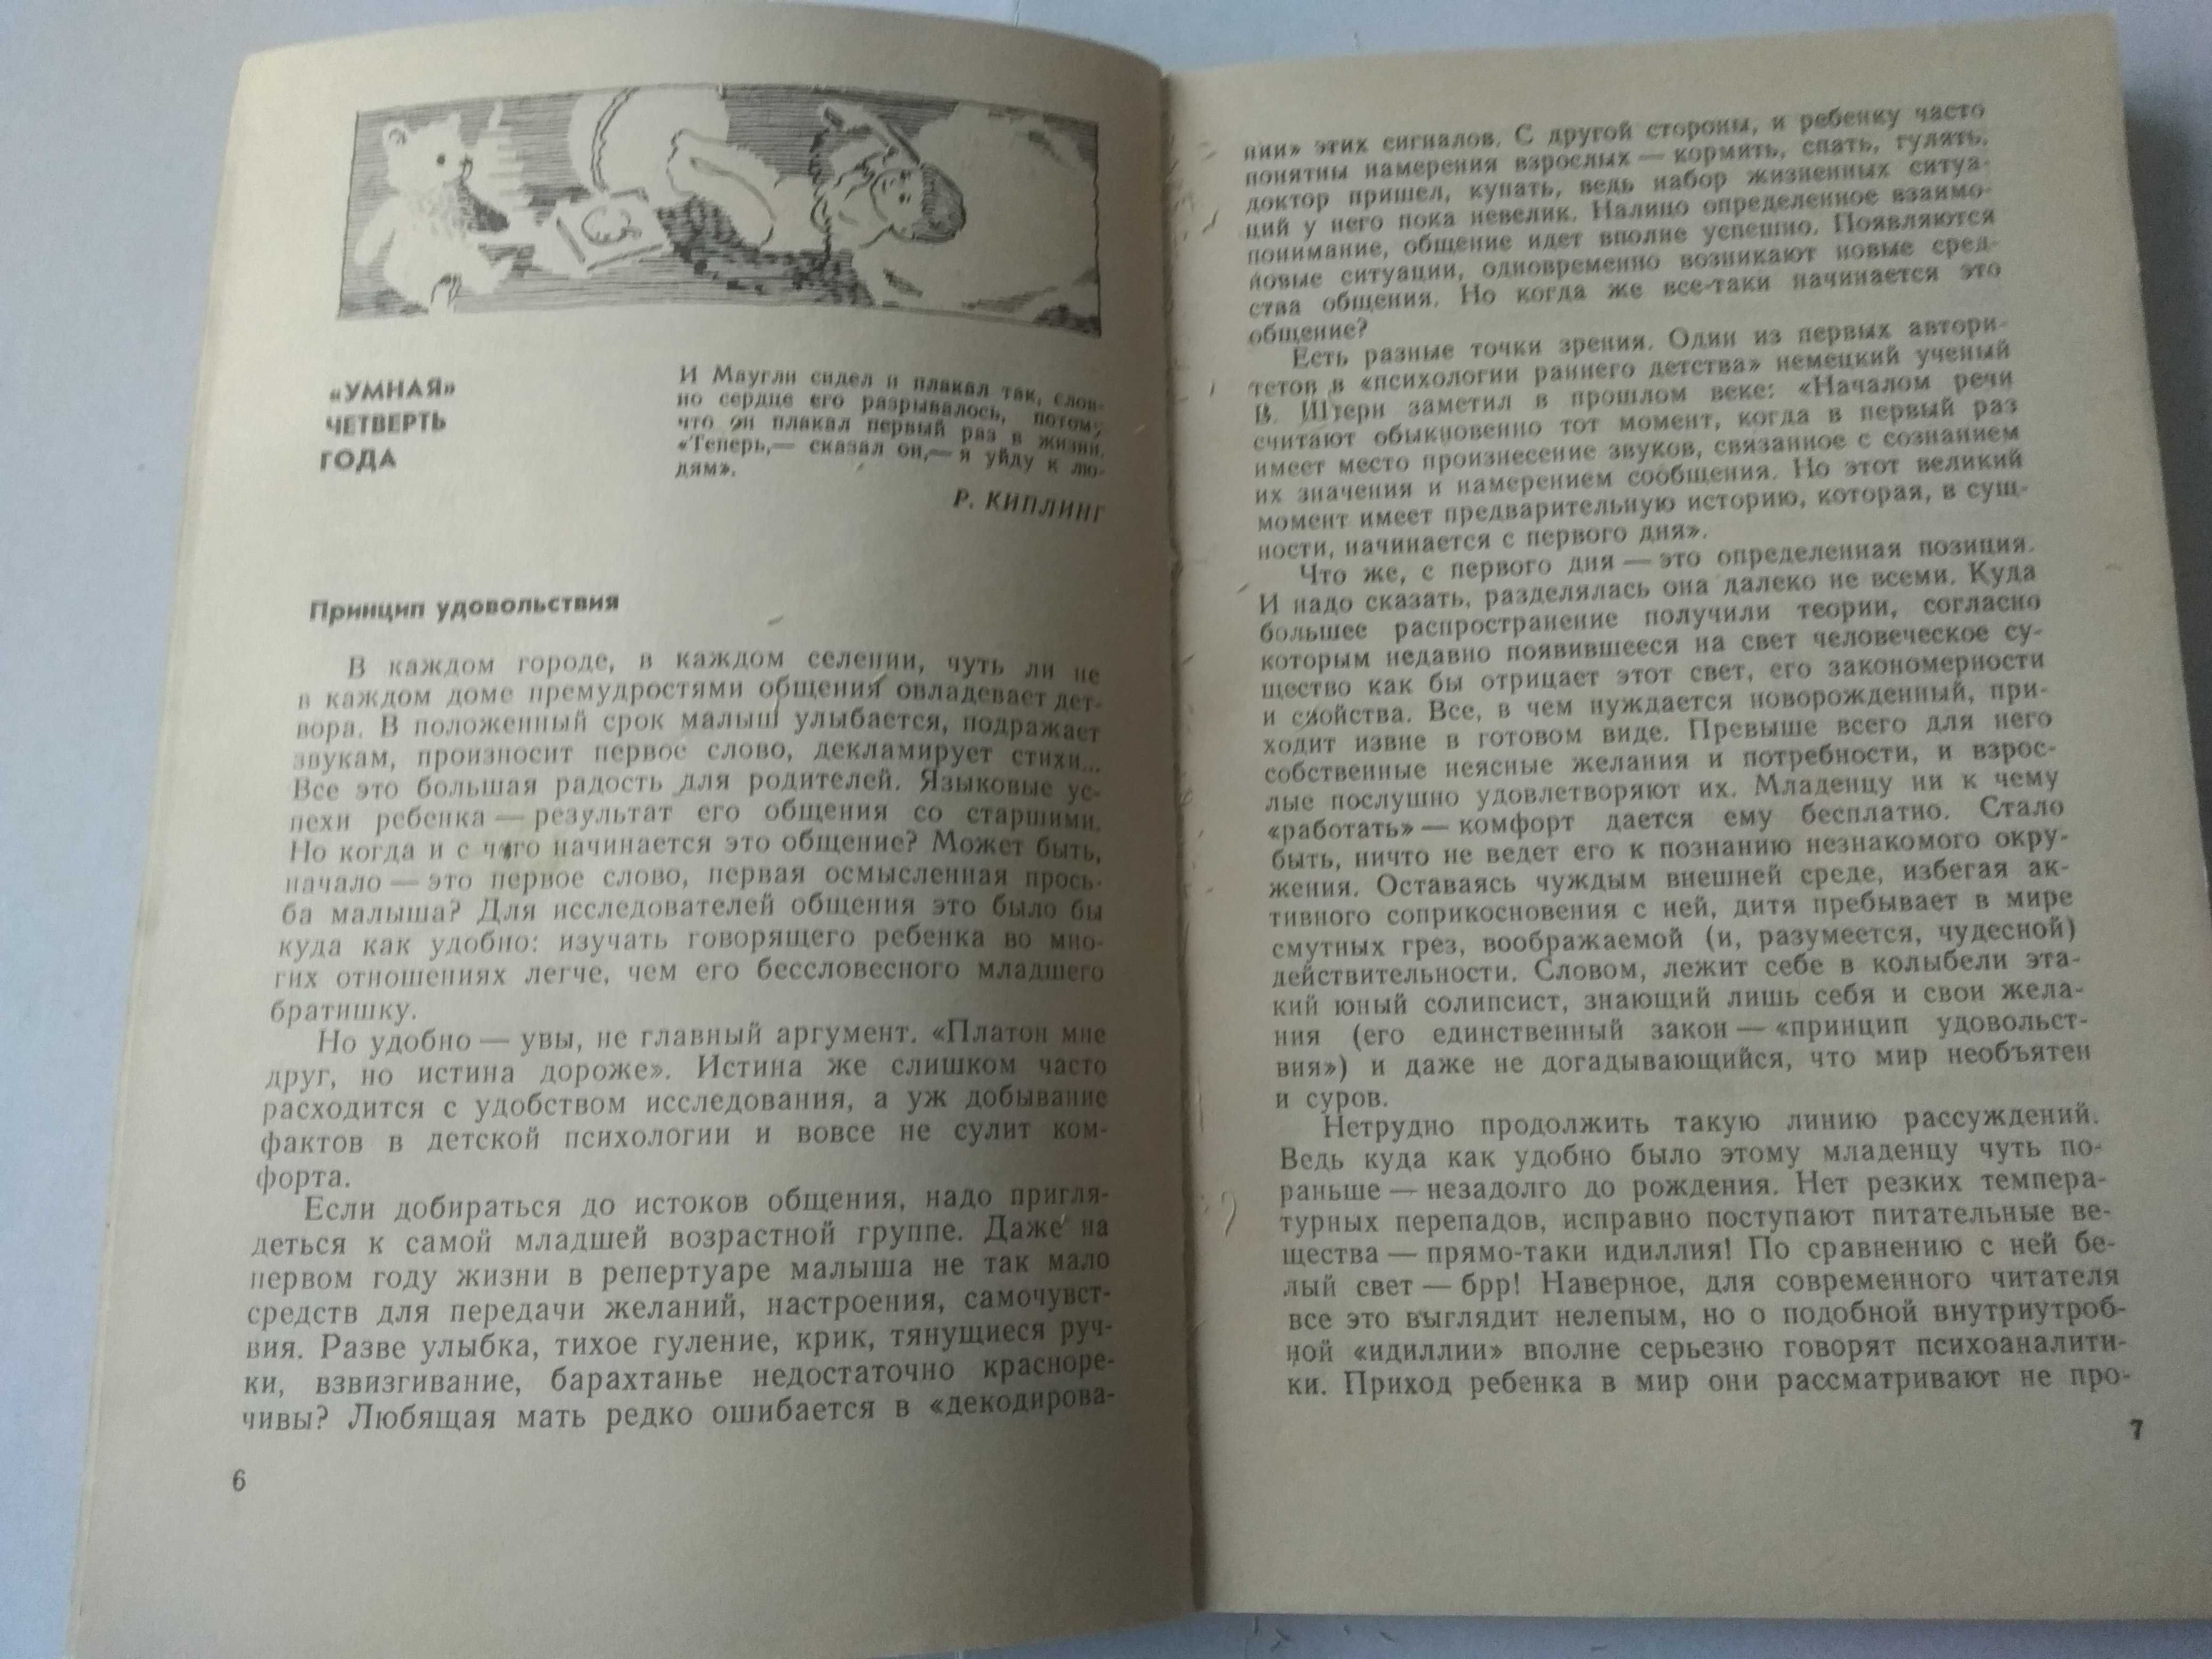 «УМНАЯ»
ЧЕТВЕРТЬ
ГОДА
И Маугли сидел и плакал так, слов-
но сердце его разрывалось, потому
что он плакал первый раз в жизни.
«Теперь,— сказал он,— я уйду к лю-
дям».
Р. КИПЛИНГ
Принцип удовольствия
В каждом городе, в каждом селении, чуть ли не
в каждом доме премудростями общения овладевает дет-
вора. В положенный срок малыш улыбается, подражает
звукам, произносит первое слово, декламирует стихи...
Все это большая радость для родителей. Языковые ус-
пехи ребенка — результат его общения со старшими.
Но когда и с чего начинается это общение? Может быть,
начало — это первое слово, первая осмысленная прось-
ба малыша? Для исследователей общения это было бы
куда как удобно: изучать говорящего ребенка во мно-
гих отношениях легче, чем его бессловесного младшего
братишку.
Но удобно — увы, не главный аргумент. «Платон мне
друг, но истина дороже». Истина же слишком часто
расходится с удобством исследования, а уж добывание
фактов в детской психологии и вовсе не сулит ком-
форта.
Если добираться до истоков общения, надо пригля-
деться к самой младшей возрастной группе. Даже на
первом году жизни в репертуаре малыша не так мало
средств для передачи желаний, настроения, самочувст-
вия. Разве улыбка, тихое гуление, крик, тянущиеся руч-
ки, взвизгивание, барахтанье недостаточно красноре-
чивы? Любящая мать редко ошибается в «декодирова-
6
нии» этих сигналов. С другой стороны, и ребенку часто
понятны намерения взрослых — кормить, спать, гулять,
доктор пришел, купать, ведь набор жизненных ситуа-
ций у него пока невелик. Налицо определенное взаимо-
понимание, общение идет вполне успешно. Появляются
новые ситуации, одновременно возникают новые сред-
ства общения. Но когда же все-таки начинается это
общение?
Есть разные точки зрения. Один из первых автори-
тетов в «психологии раннего детства» немецкий ученый
В. Штерн заметил в прошлом веке: «Началом речи
считают обыкновенно тот момент, когда в первый раз
имеет место произнесение звуков, связанное с сознанием
их значения и намерением сообщения. Но этот великий
момент имеет предварительную историю, которая, в сущ-
ности, начинается с первого дня».
Что же, с первого дня — это определенная позиция.
И надо сказать, разделялась она далеко не всеми. Куда
большее распространение получили теории, согласно
которым недавно появившееся на свет человеческое су-
щество как бы отрицает этот свет, его закономерности
и свойства. Все, в чем нуждается новорожденный, при-
ходит извне в готовом виде. Превыше всего для него
собственные неясные желания и потребности, и взрос-
лые послушно удовлетворяют их. Младенцу ни к чему
«работать» — комфорт дается ему бесплатно. Стало
быть, ничто не ведет его к познанию незнакомого окру-
жения. Оставаясь чуждым внешней среде, избегая ак-
тивного соприкосновения с ней, дитя пребывает в мире
смутных грез, воображаемой (и, разумеется, чудесной)
действительности. Словом, лежит себе в колыбели эта-
кий юный солипсист, знающий лишь себя и свои жела-
ния (его единственный закон — «принцип удовольст-
вия») и даже не догадывающийся, что мир необъятен
и суров.
Нетрудно продолжить такую линию рассуждений.
Ведь куда как удобно было этому младенцу чуть по-
раньше — незадолго до рождения. Нет резких темпера-
турных перепадов, исправно поступают питательные ве-
щества — прямо-таки идиллия! По сравнению с ней бе-
лый свет — брр! Наверное, для современного читателя
все это выглядит нелепым, но о подобной внутриутроб-
ной «идиллии» вполне серьезно говорят психоаналити-
ки. Приход ребенка в мир они рассматривают не про-
7